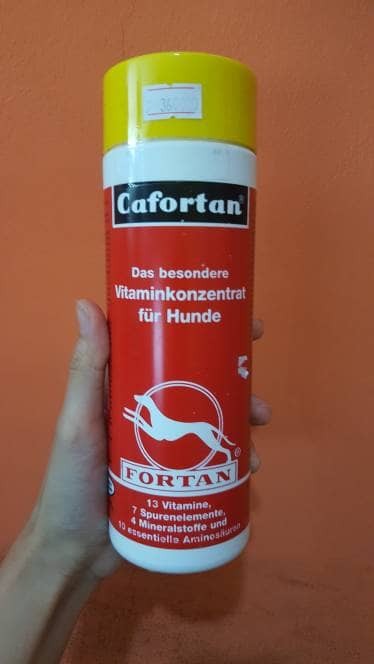 Cafortan®
Das besondere
Vitaminkonzentrat
für Hunde
®
FORTAN
13 Vitamine,
7 Spurenelemente,
4 Mineralstoffe und
10 essentielle Aminosäuren